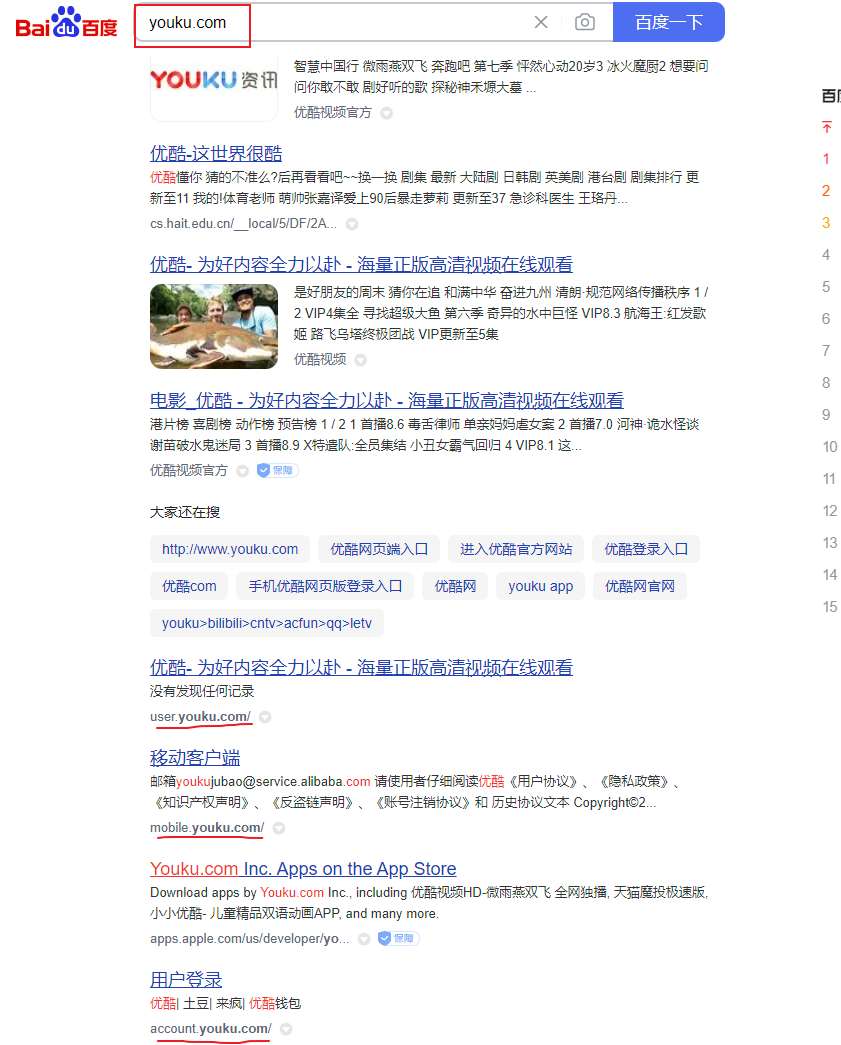 Bai du 百度
youku.com
百度一下
YOUKU 资讯
智慧中国行 微雨燕双飞 奔跑吧 第七季 怦然心动20岁3 冰火魔厨2 想要问
问你敢不敢 剧好听的歌 探秘神禾塬大墓 ...
优酷视频官方
优酷-这世界很酷
优酷懂你 猜的不准么?后再看看吧~~换一换 剧集 最新 大陆剧 日韩剧 英美剧 港台剧 剧集排行 更
新至11 我的!体育老师 萌帅张嘉译爱上90后暴走萝莉 更新至37 急诊科医生 王珞丹...
cs.hait.edu.cn/__local/5/DF/2A...
优酷- 为好内容全力以赴 - 海量正版高清视频在线观看
是好朋友的周末 猜你在追 和满中华 奋进九州 清朗·规范网络传播秩序 1 /
2 VIP4集全 寻找超级大鱼 第六季 奇异的水中巨怪 VIP8.3 航海王:红发歌
姬 路飞乌塔终极团战 VIP更新至5集
优酷视频
电影_优酷 - 为好内容全力以赴 - 海量正版高清视频在线观看
港片榜 喜剧榜 动作榜 预告榜 1 / 2 1 首播8.6 毒舌律师 单亲妈妈虐女案 2 首播7.0 河神·诡水怪谈
谢苗破水鬼迷局 3 首播8.9 X特遣队:全员集结 小丑女霸气回归 4 VIP8.1 这...
优酷视频官方 保障
大家还在搜
http://www.youku.com 优酷网页端入口 进入优酷官方网站 优酷登录入口
优酷com 手机优酷网页版登录入口 优酷网 youku app 优酷网官网
youku>bilibili>cntv>acfun>qq>letv
优酷- 为好内容全力以赴 - 海量正版高清视频在线观看
没有发现任何记录
user.youku.com/
移动客户端
邮箱youkujubao@service.alibaba.com 请使用者仔细阅读优酷《用户协议》、《隐私政策》、
《知识产权声明》、《反盗链声明》、《账号注销协议》和 历史协议文本 Copyright©2...
mobile.youku.com/
Youku.com Inc. Apps on the App Store
Download apps by Youku.com Inc., including 优酷视频HD-微雨燕双飞 全网独播, 天猫魔投极速版,
小小优酷- 儿童精品双语动画APP, and many more.
apps.apple.com/us/developer/yo... 保障
用户登录
优酷| 土豆| 来疯| 优酷钱包
account.youku.com/
1
2
3
4
5
6
7
8
9
10
11
12
13
14
15